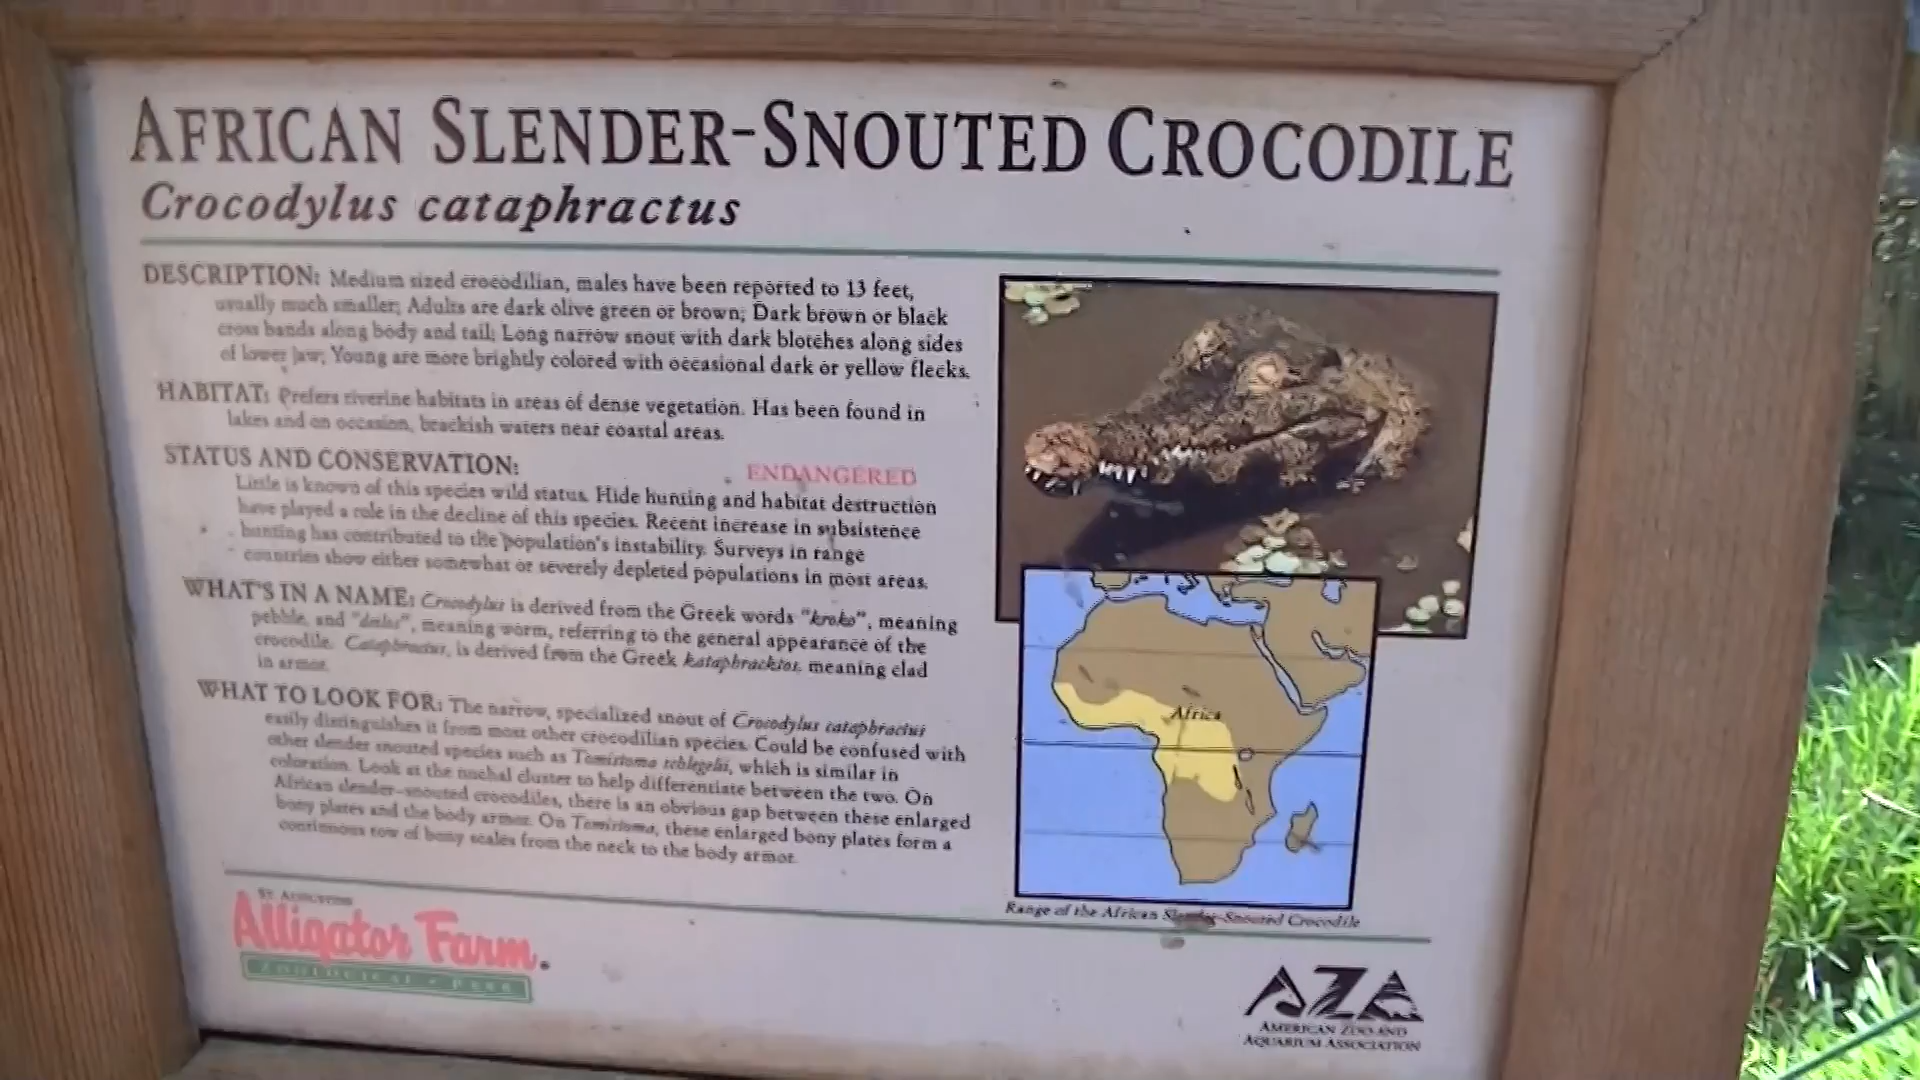 AFRICAN SLENDER-SNOUTED CROCODILE
Crocodylus cataphractus
DESCRIPTION: Medium sized crocodilian, males have been reported to 13 feet,
usually much smaller; Adults are dark olive green or brown; Dark brown or black
cross bands along body and tail; Long narrow snout with dark blotches along sides
of lower jaw; Young are more brightly colored with occasional dark or yellow flecks.
HABITAT: Prefers riverine habitats in areas of dense vegetation. Has been found in
lakes and on occasion, brackish waters near coastal areas.
STATUS AND CONSERVATION: ENDANGERED
Little is known of this species wild status. Hide hunting and habitat destruction
have played a role in the decline of this species. Recent increase in subsistence
hunting has contributed to the population's instability. Surveys in range
countries show either somewhat or severely depleted populations in most areas.
WHAT'S IN A NAME: Crocodylus is derived from the Greek words "kroko", meaning
pebble, and "deilos", meaning worm, referring to the general appearance of the
crocodile. Cataphractus, is derived from the Greek kataphracktos, meaning clad
in armor.
WHAT TO LOOK FOR: The narrow, specialized snout of Crocodylus cataphractus
easily distinguishes it from most other crocodilian species. Could be confused with
other slender snouted species such as Tomistoma schlegelii, which is similar in
coloration. Look at the nuchal cluster to help differentiate between the two. On
African slender-snouted crocodiles, there is an obvious gap between these enlarged
bony plates and the body armor. On Tomistoma, these enlarged bony plates form a
continuous row of bony scales from the neck to the body armor.
Africa
Range of the African Slender-Snouted Crocodile
ST. AUGUSTINE
Alligator Farm.
ZOOLOGICAL • PARK
AZA
AMERICAN ZOO AND
AQUARIUM ASSOCIATION